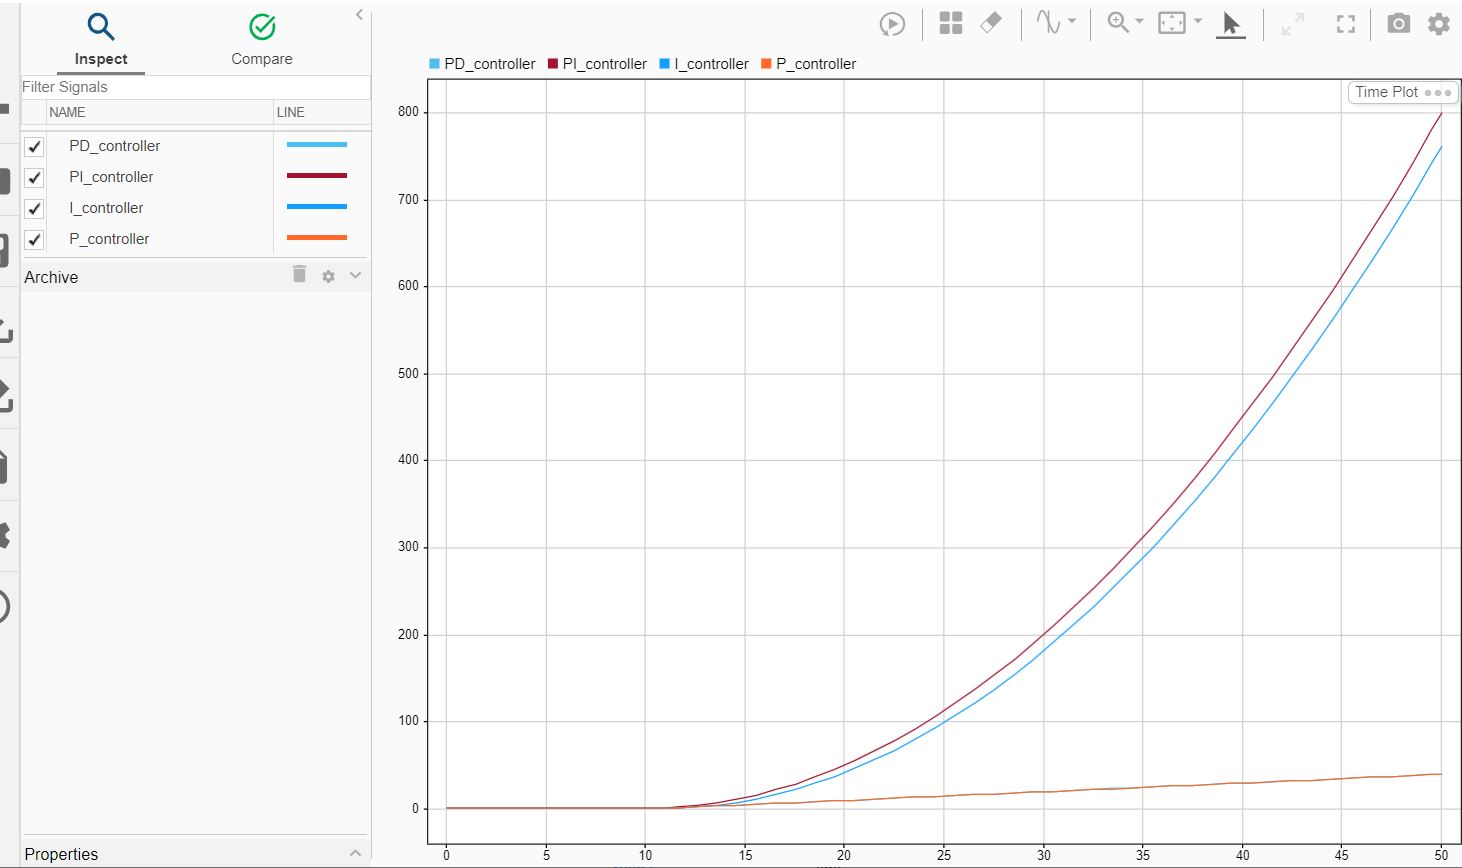 Inspect
Compare
Filter Signals
NAME LINE
PD_controller
PI_controller
I_controller
P_controller
Archive
Properties
PD_controller PI_controller I_controller P_controller
Time Plot
800
700
600
500
400
300
200
100
0
0 5 10 15 20 25 30 35 40 45 50